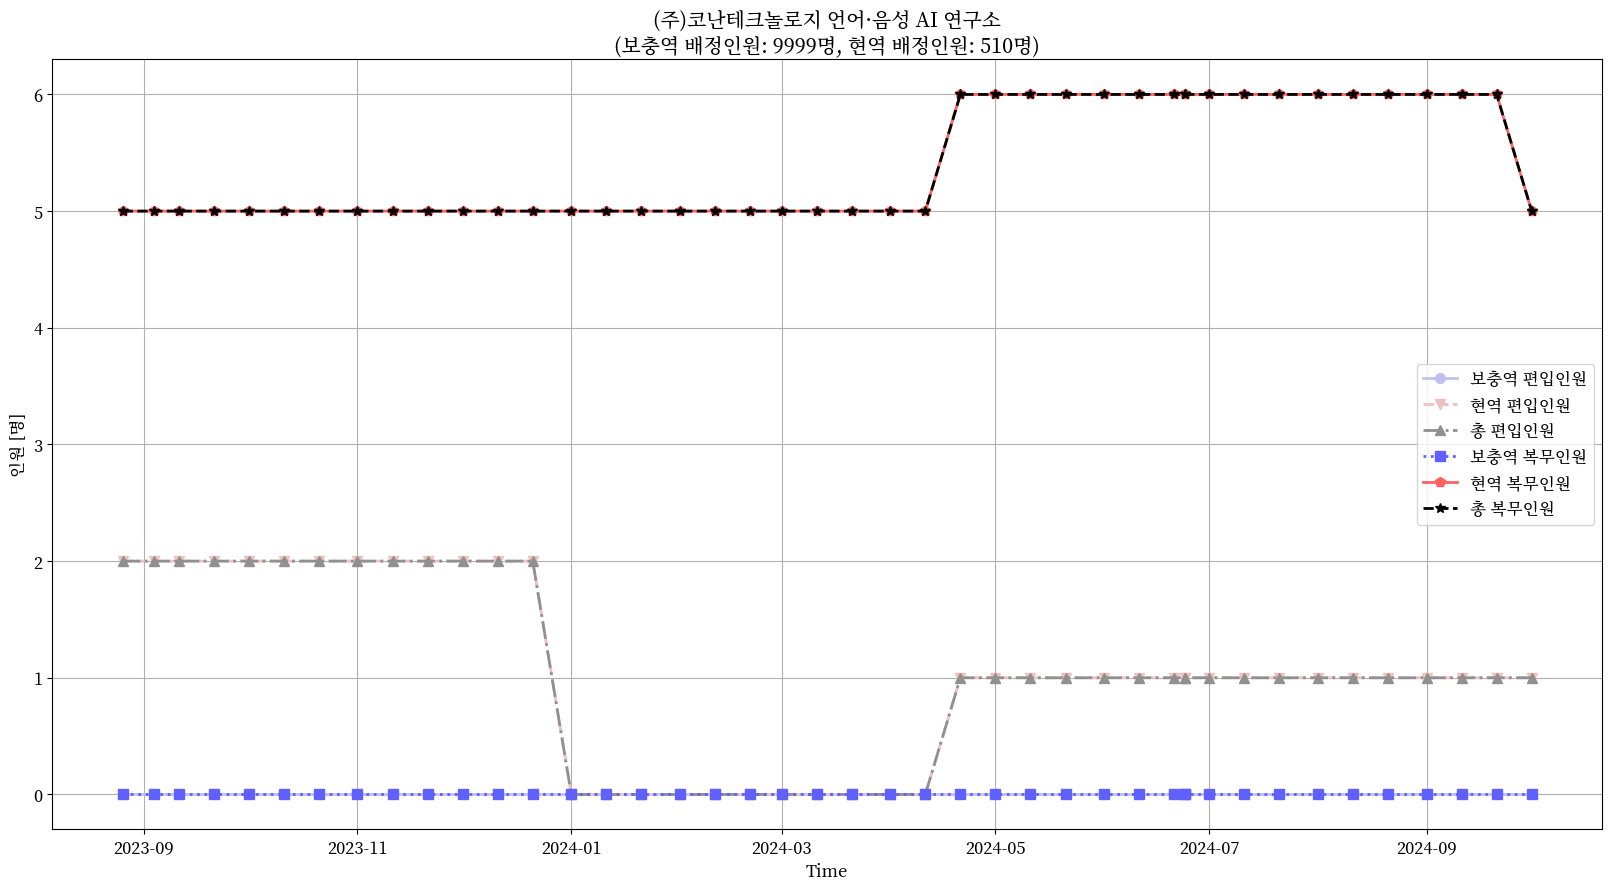 (주)코난테크놀로지 언어·음성 AI 연구소
(보충역 배정인원: 9999명, 현역 배정인원: 510명)
6
5
4
3
2
1
0
인원 [명]
보충역 편입인원
현역 편입인원
총 편입인원
보충역 복무인원
현역 복무인원
총 복무인원
2023-09
2023-11
2024-01
2024-03
2024-05
2024-07
2024-09
Time